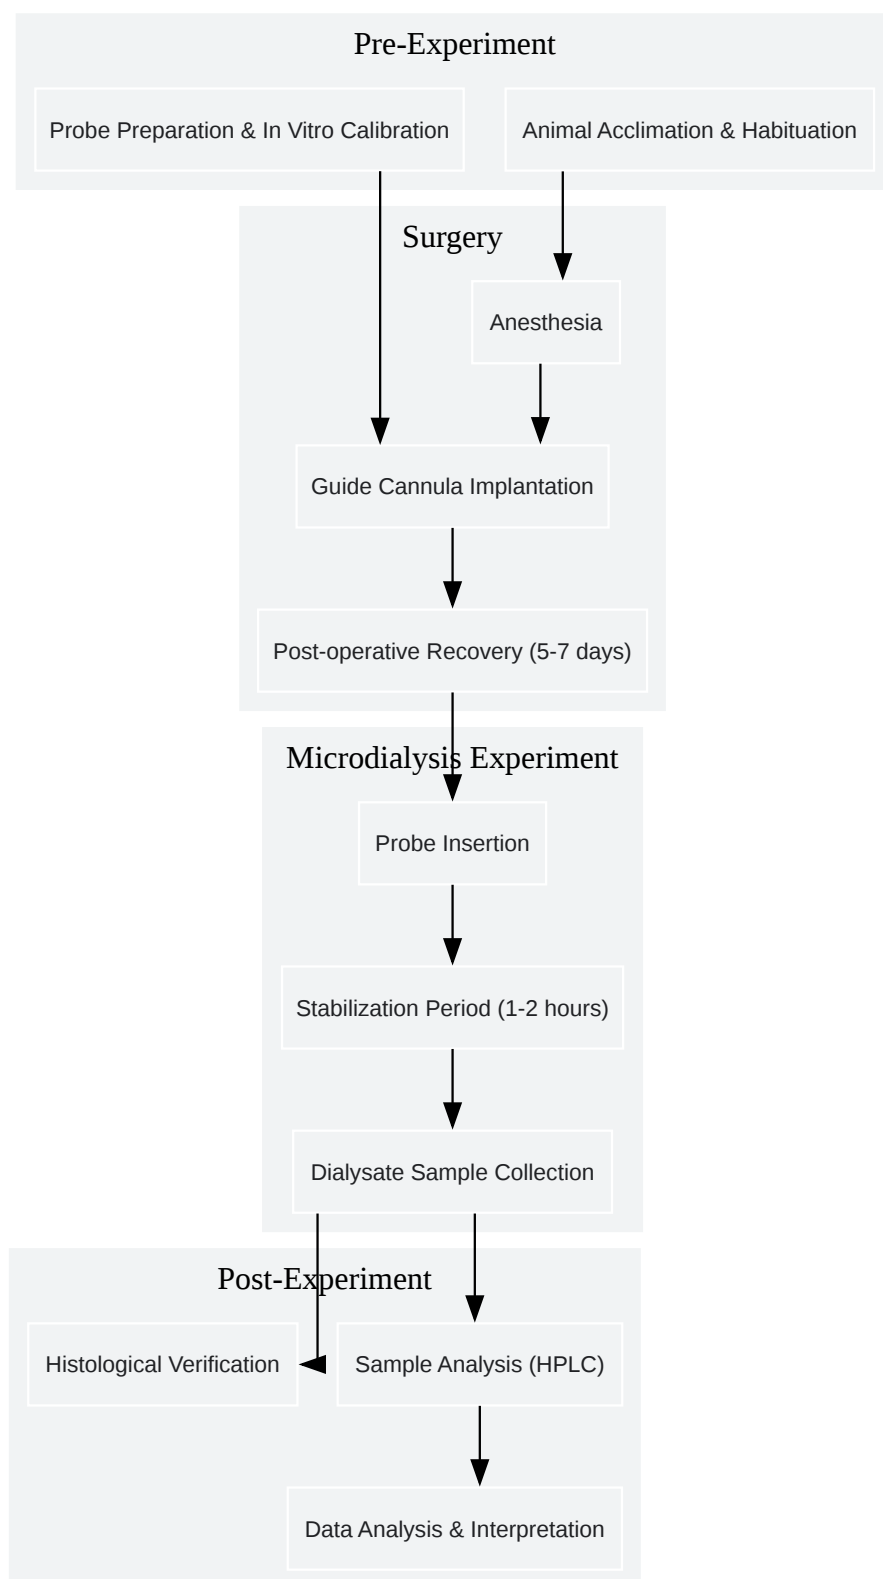 Pre-Experiment
Probe Preparation & In Vitro Calibration
Animal Acclimation & Habituation
Surgery
Anesthesia
Guide Cannula Implantation
Post-operative Recovery (5-7 days)
Microdialysis Experiment
Probe Insertion
Stabilization Period (1-2 hours)
Dialysate Sample Collection
Post-Experiment
Histological Verification
Sample Analysis (HPLC)
Data Analysis & Interpretation